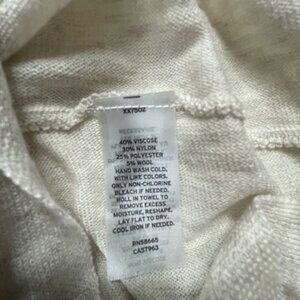 40% VISCOSE
30% NYLON
25% POLYESTER
5% WOOL
HAND WASH COLD,
WITH LIKE COLORS.
ONLY NON-CHLORINE
BLEACH IF NEEDED.
ROLL IN TOWEL TO
REMOVE EXCESS
MOISTURE, RESHAPE,
LAY FLAT TO DRY.
COOL IRON IF NEEDED.
RN58665
CA57963